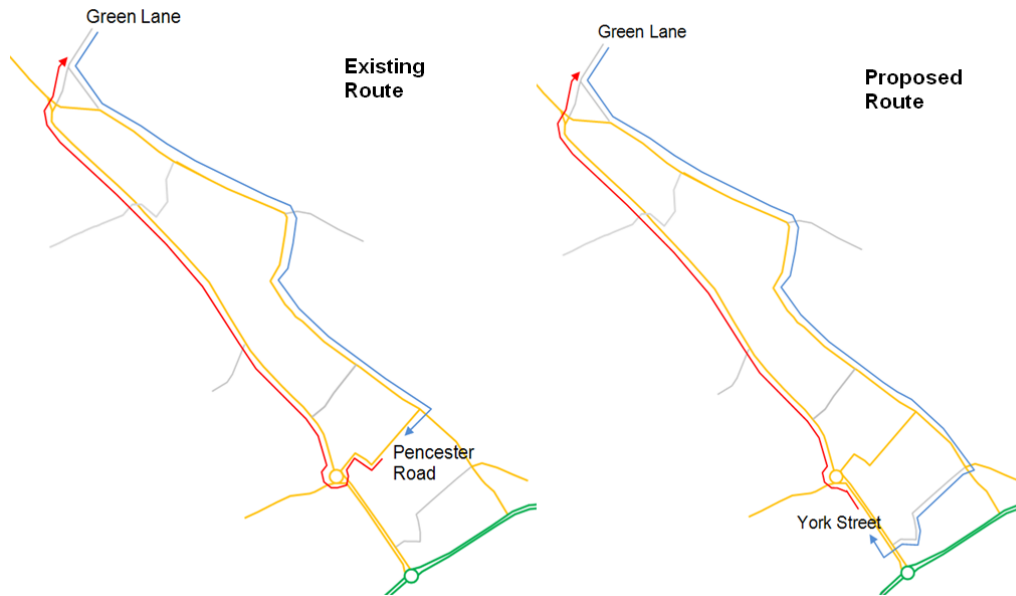 Green Lane
Existing
Route
Pencester
Road
Green Lane
Proposed
Route
York Street